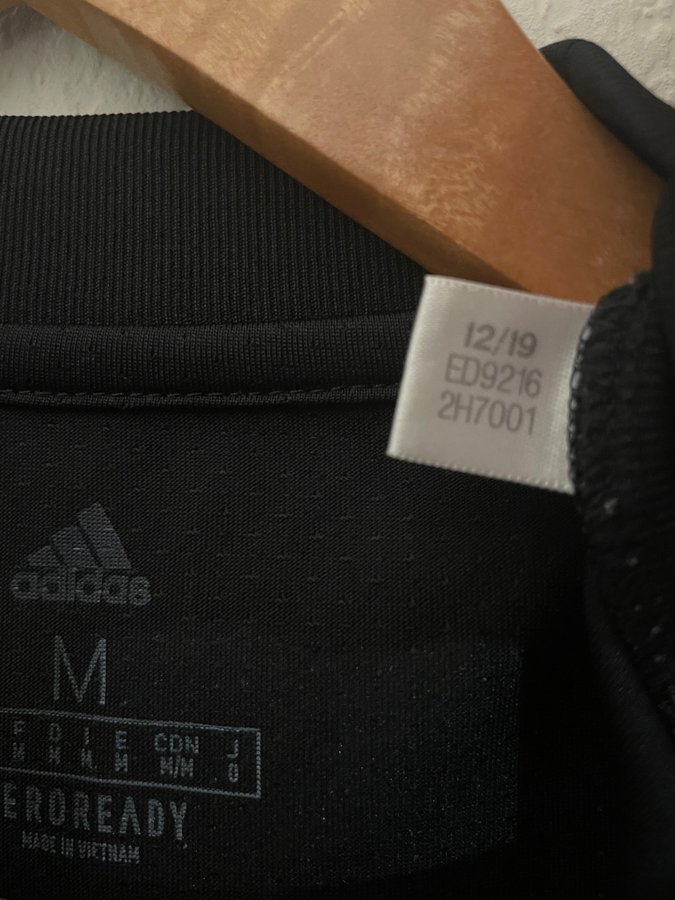 12/19
ED9216
2H7001
adidas
M
F D I E CDN J
M M M M M/M O
EROREADY
MADE IN VIETNAM